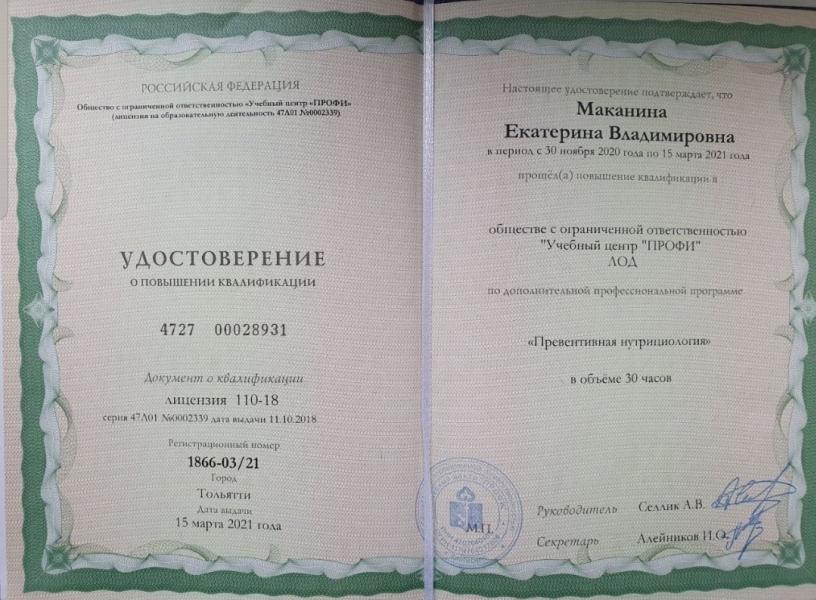 РОССИЙСКАЯ ФЕДЕРАЦИЯ
Общество с ограниченной ответственностью «Учебный центр «ПРОФИ»
(лицензия на образовательную деятельность 47Л01 №0002339)
УДОСТОВЕРЕНИЕ
О ПОВЫШЕНИИ КВАЛИФИКАЦИИ
4727 00028931
Документ о квалификации
лицензия 110-18
серия 47Л01 №0002339 дата выдачи 11.10.2018
Регистрационный номер
1866-03/21
Город
Тольятти
Дата выдачи
15 марта 2021 года
Настоящее удостоверение подтверждает, что
Маканина
Екатерина Владимировна
в период с 30 ноября 2020 года по 15 марта 2021 года
прошёл(а) повышение квалификации в
обществе с ограниченной ответственностью
"Учебный центр "ПРОФИ"
ЛОД
по дополнительной профессиональной программе
«Превентивная нутрициология»
в объёме 30 часов
М.П.
Руководитель Селлик А.В.
Секретарь Алейников И.О.